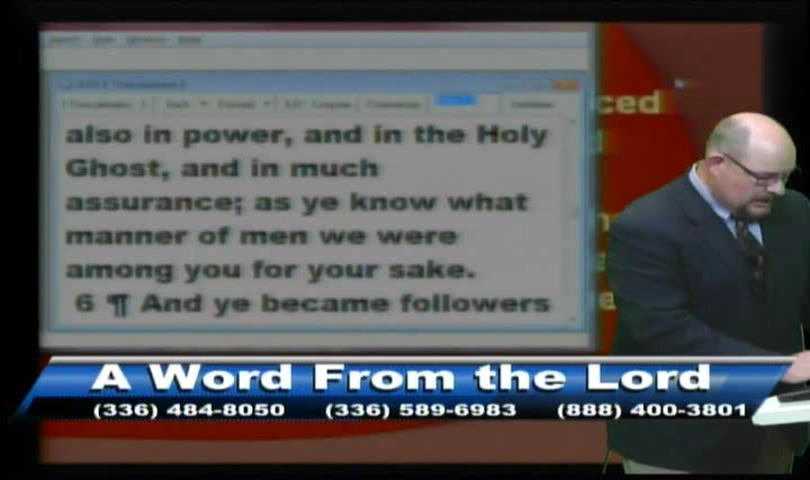 also in power, and in the Holy
Ghost, and in much
assurance; as ye know what
manner of men we were
among you for your sake.
6 ¶ And ye became followers
ced
A Word From the Lord
(336) 484-8050 (336) 589-6983 (888) 400-3801